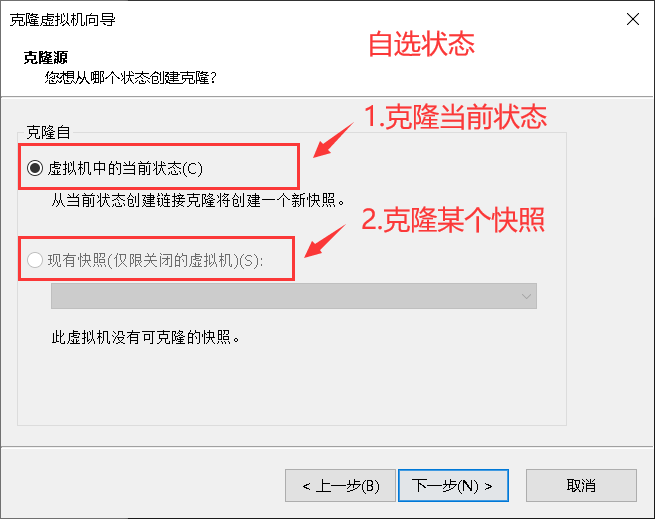 克隆虚拟机向导
克隆源
您想从哪个状态创建克隆?
自选状态
克隆自
1.克隆当前状态
虚拟机中的当前状态(C)
从当前状态创建链接克隆将创建一个新快照。
2.克隆某个快照
现有快照(仅限关闭的虚拟机)(S):
此虚拟机没有可克隆的快照。
< 上一步(B)
下一步(N) >
取消